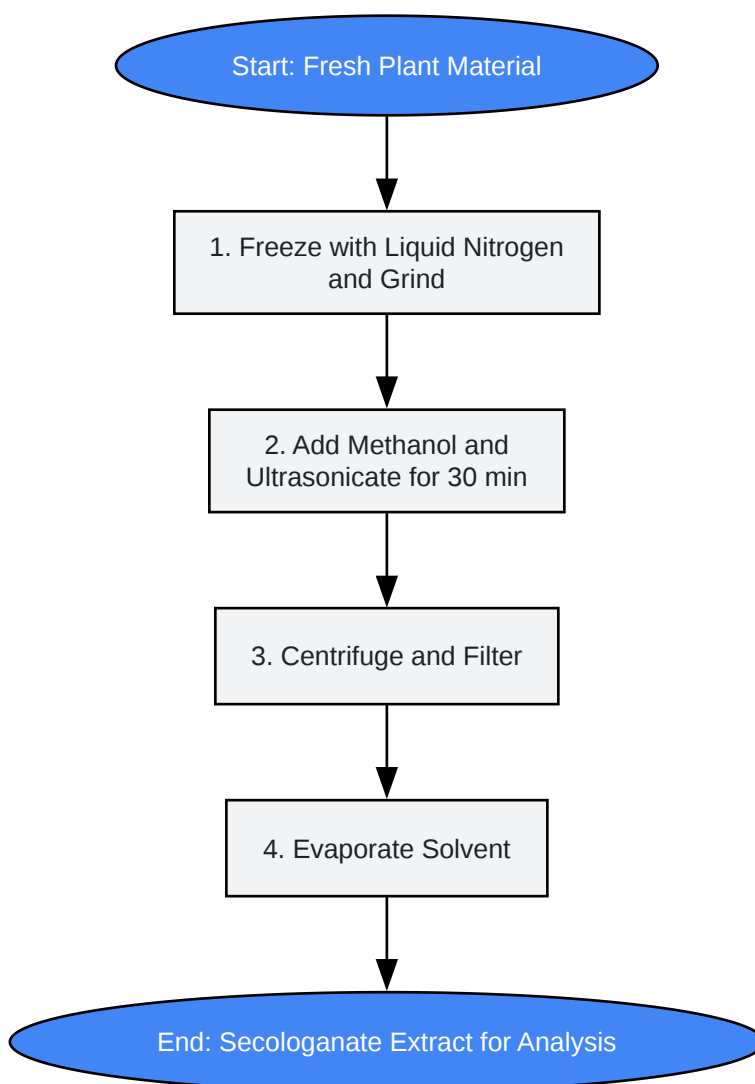 Start: Fresh Plant Material
1. Freeze with Liquid Nitrogen
and Grind
2. Add Methanol and
Ultrasonicate for 30 min
3. Centrifuge and Filter
4. Evaporate Solvent
End: Secologanate Extract for Analysis